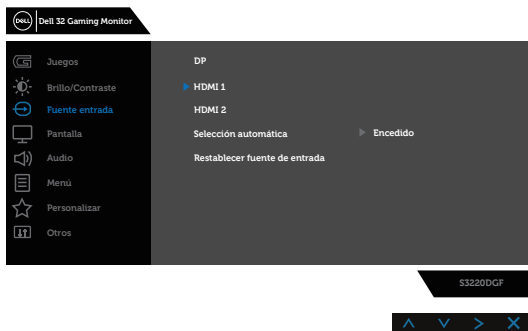 DELL Dell 32 Gaming Monitor
Juegos
Brillo/Contraste
Fuente entrada
Pantalla
Audio
Menú
Personalizar
Otros
DP
HDMI 1
HDMI 2
Selección automática Encedido
Restablecer fuente de entrada
S3220DGF